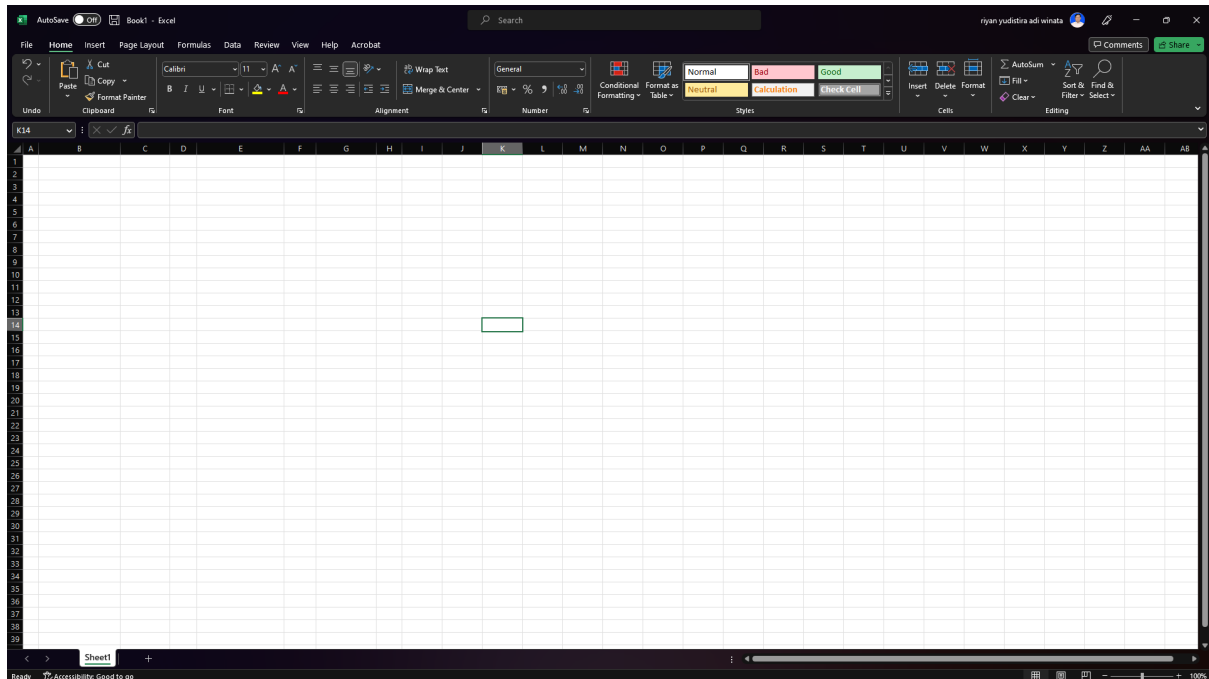 AutoSave Off Book1 - Excel Search riyan yudistira adi winata
File Home Insert Page Layout Formulas Data Review View Help Acrobat Comments Share
Cut
Copy
Format Painter
Paste
Calibri 11 A A
B I U A
Wrap Text
Merge & Center
General
% 9
Conditional Formatting
Format as Table
Normal Bad Good
Neutral Calculation Check Cell
Insert Delete Format
AutoSum
Fill
Clear
Sort & Filter
Find & Select
Undo Clipboard Font Alignment Number Styles Cells Editing
K14 fx
A B C D E F G H I J K L M N O P Q R S T U V W X Y Z AA AB
1
2
3
4
5
6
7
8
9
10
11
12
13
14
15
16
17
18
19
20
21
22
23
24
25
26
27
28
29
30
31
32
33
34
35
36
37
38
39
Sheet1
Ready Accessibility: Good to go 100%